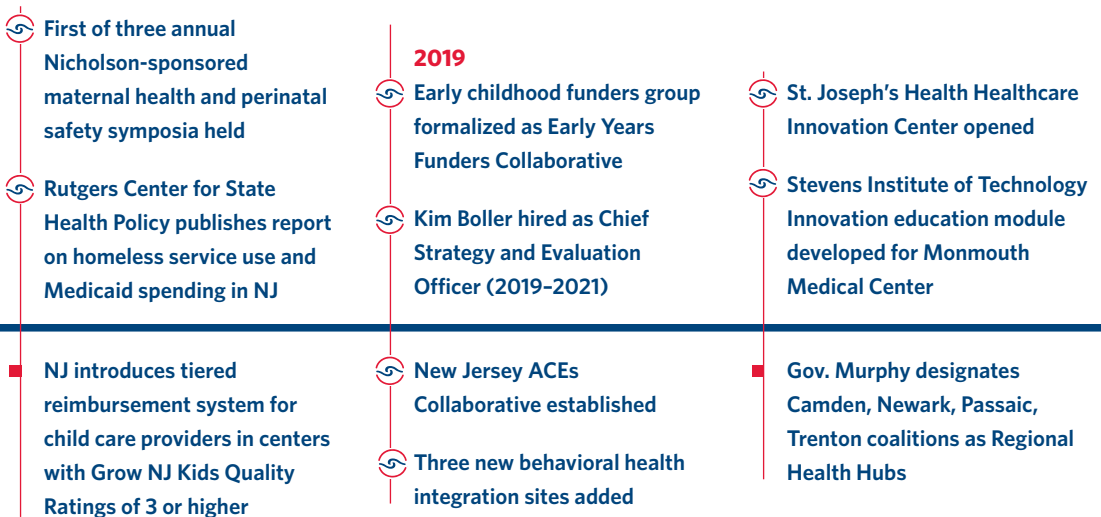 First of three annual
Nicholson-sponsored
maternal health and perinatal
safety symposia held
Rutgers Center for State
Health Policy publishes report
on homeless service use and
Medicaid spending in NJ
NJ introduces tiered
reimbursement system for
child care providers in centers
with Grow NJ Kids Quality
Ratings of 3 or higher
2019
Early childhood funders group
formalized as Early Years
Funders Collaborative
Kim Boller hired as Chief
Strategy and Evaluation
Officer (2019–2021)
New Jersey ACEs
Collaborative established
Three new behavioral health
integration sites added
St. Joseph’s Health Healthcare
Innovation Center opened
Stevens Institute of Technology
Innovation education module
developed for Monmouth
Medical Center
Gov. Murphy designates
Camden, Newark, Passaic,
Trenton coalitions as Regional
Health Hubs